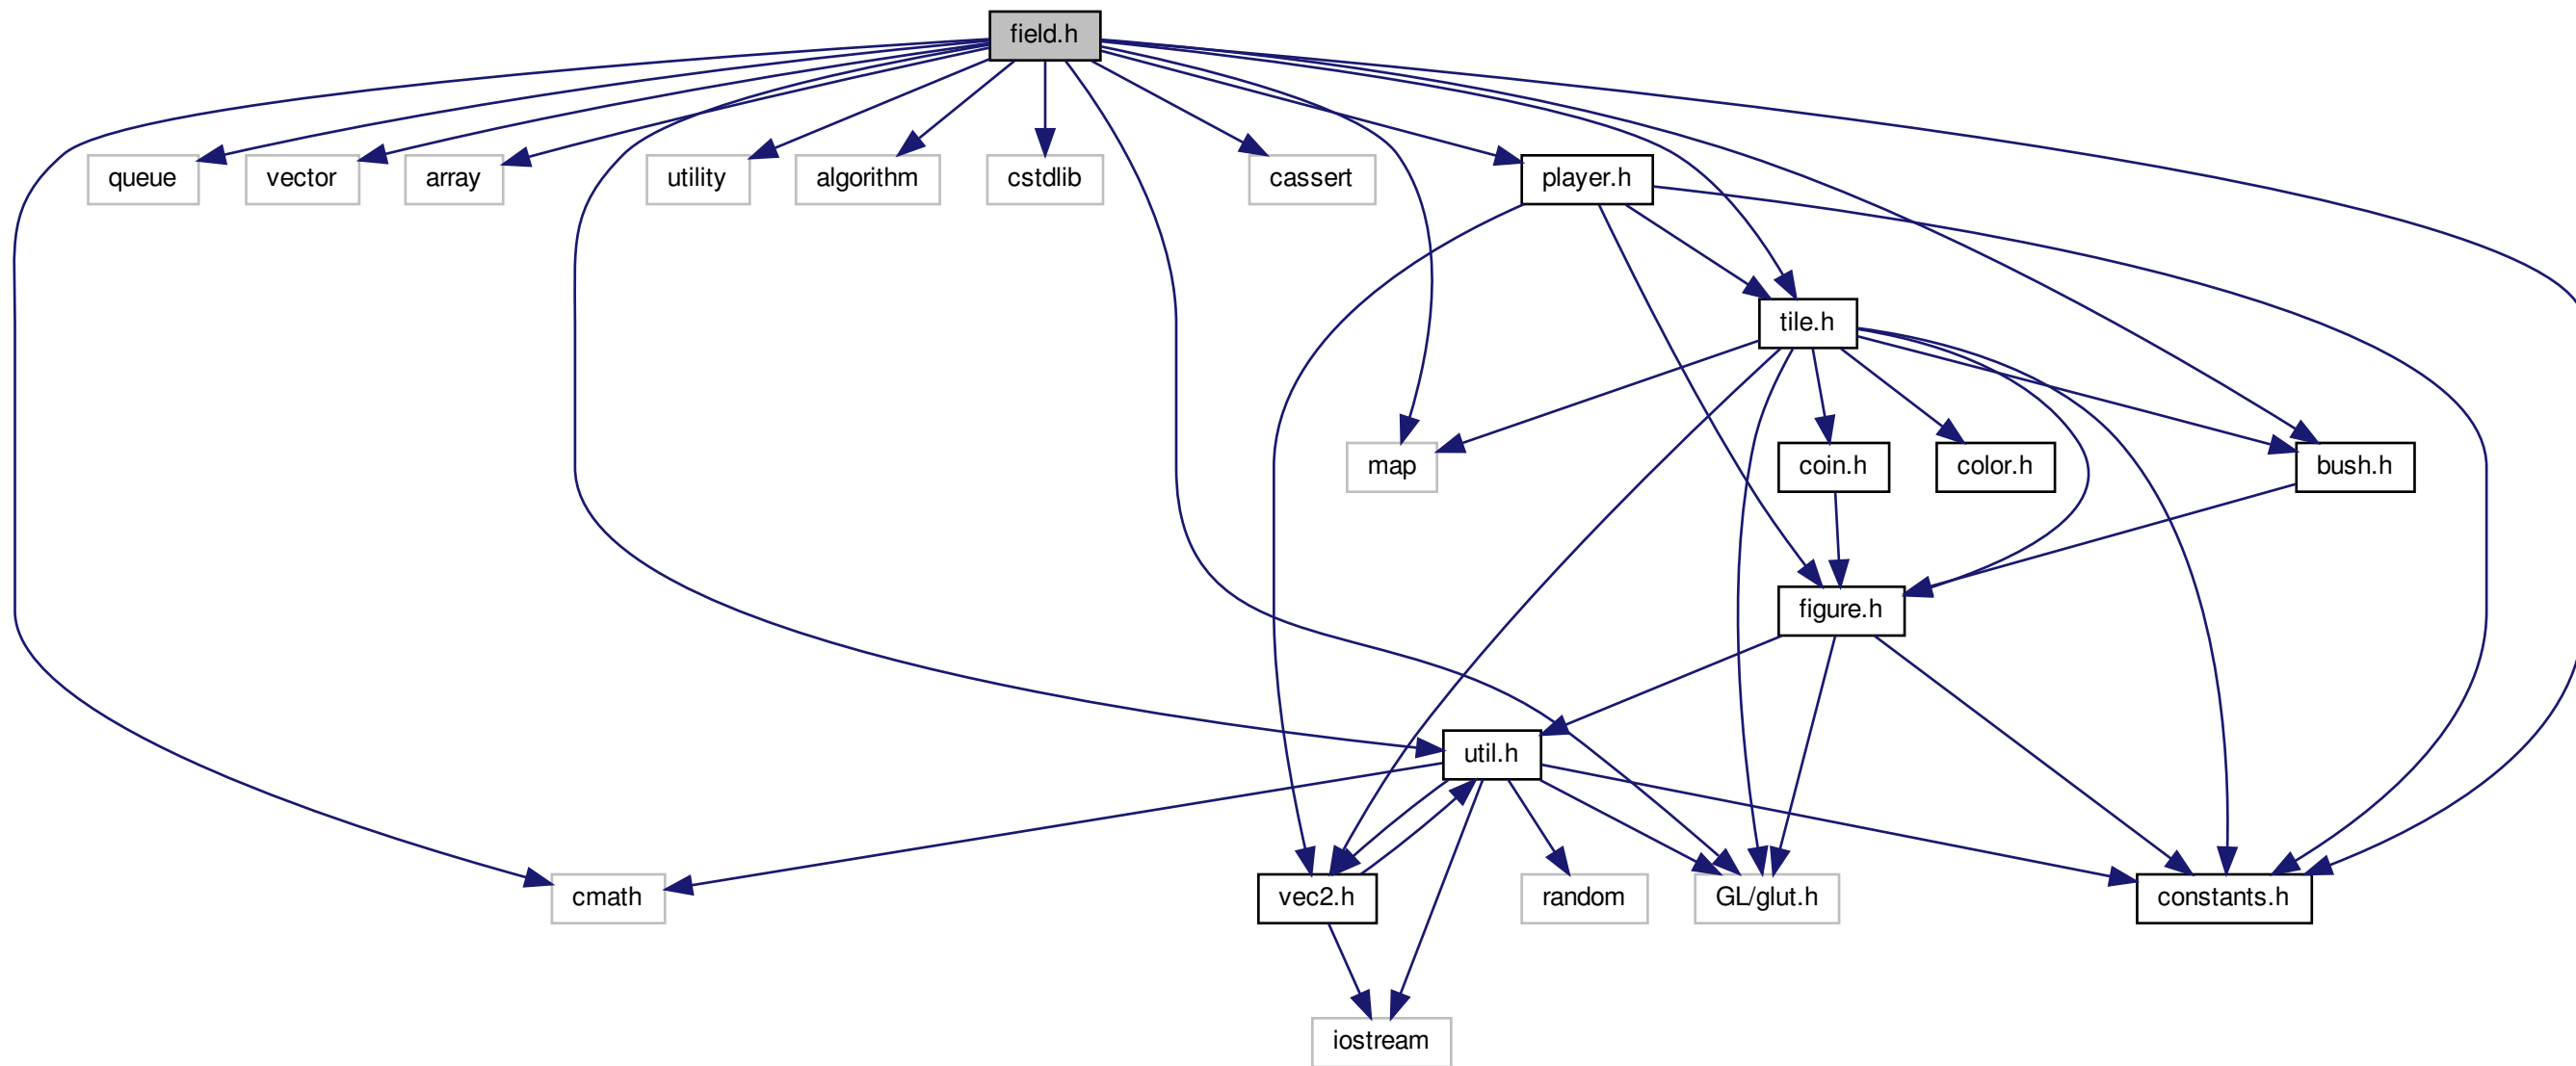 field.h
queue
vector
array
utility
algorithm
cstdlib
cassert
player.h
tile.h
map
coin.h
color.h
bush.h
figure.h
util.h
cmath
vec2.h
random
GL/glut.h
constants.h
iostream